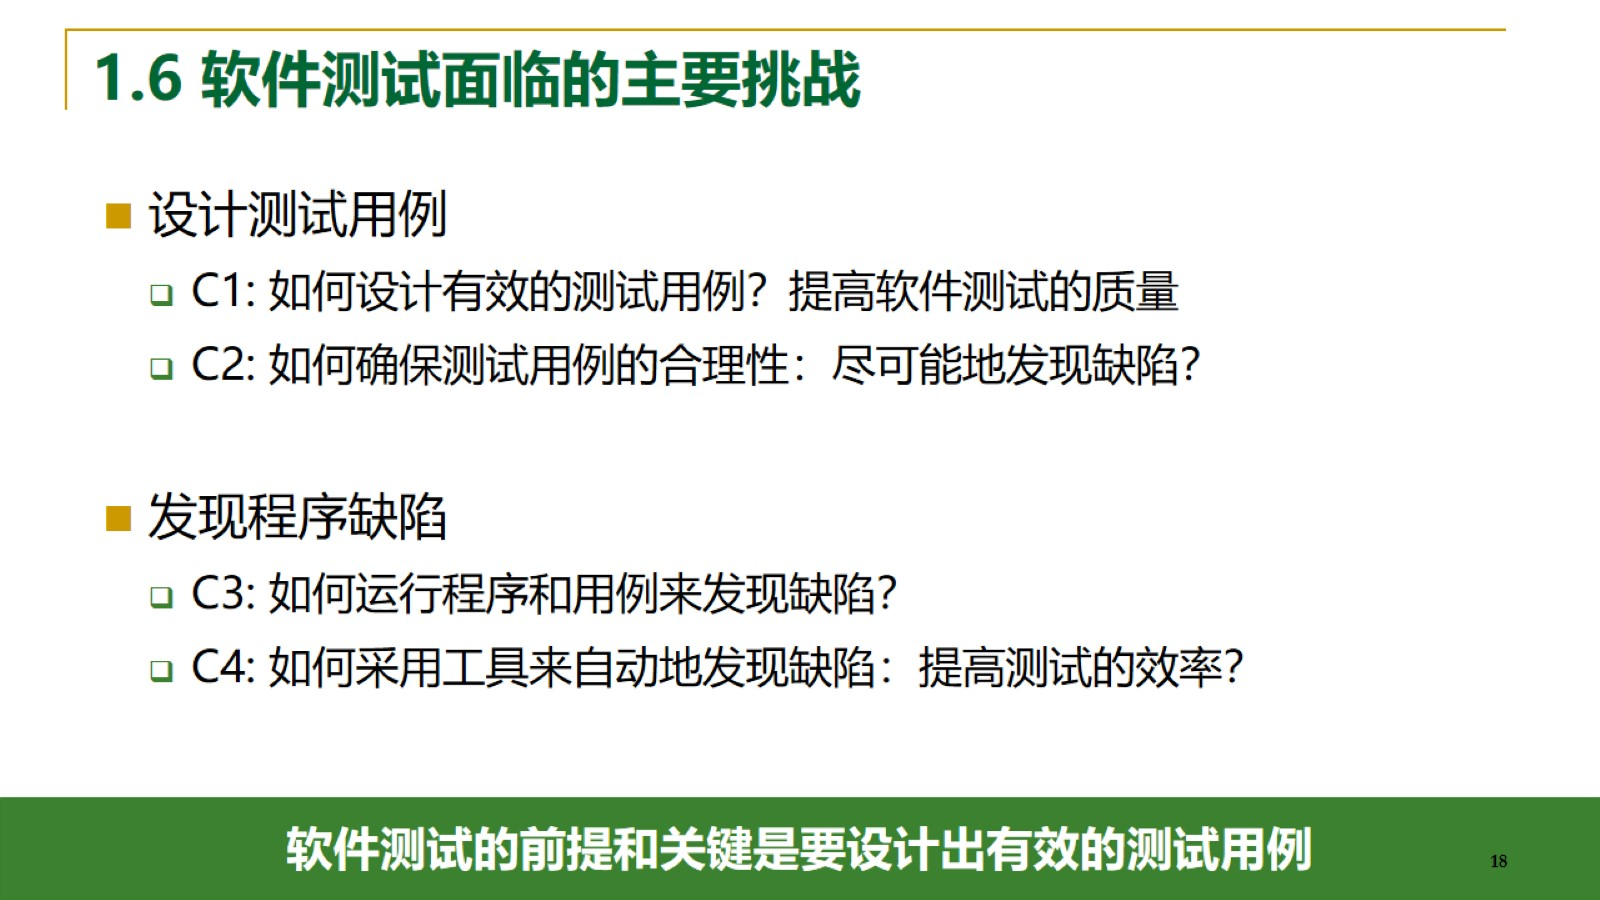 1.6 软件测试面临的主要挑战
设计测试用例
C1: 如何设计有效的测试用例？提高软件测试的质量
C2: 如何确保测试用例的合理性：尽可能地发现缺陷？
发现程序缺陷
C3: 如何运行程序和用例来发现缺陷？
C4: 如何采用工具来自动地发现缺陷：提高测试的效率？
软件测试的前提和关键是要设计出有效的测试用例
18